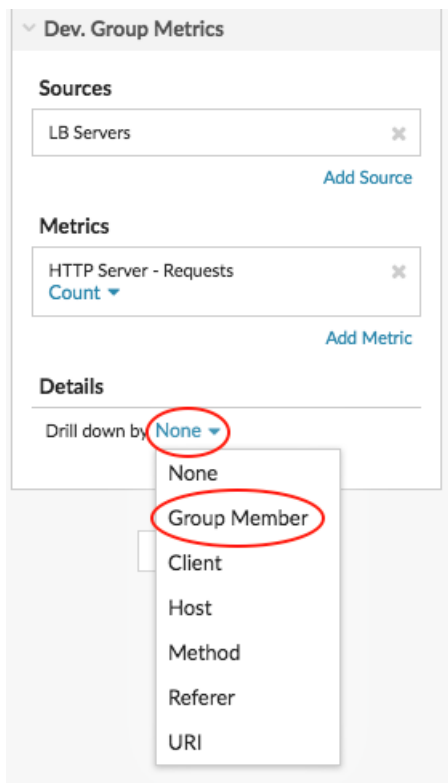 Dev. Group Metrics
Sources
LB Servers
Add Source
Metrics
HTTP Server - Requests
Count
Add Metric
Details
Drill down by None
None
Group Member
Client
Host
Method
Referer
URI